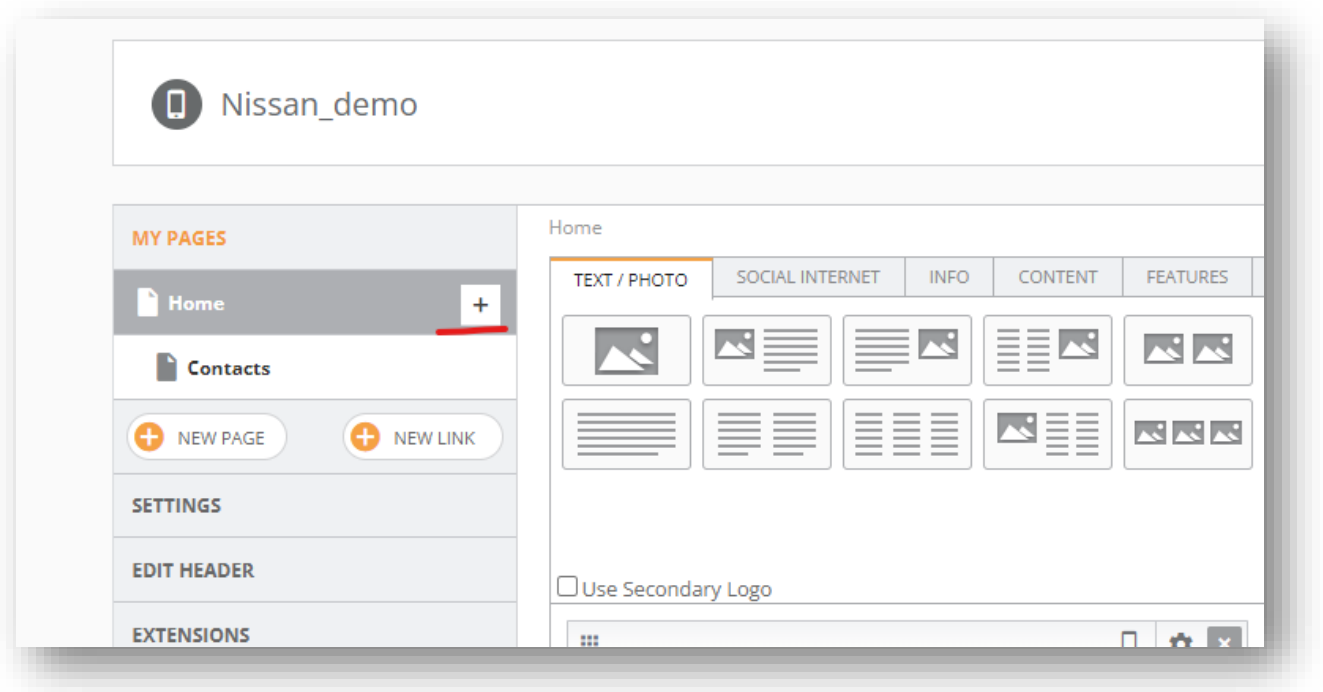 Nissan_demo
MY PAGES
Home
Contacts
NEW PAGE
NEW LINK
SETTINGS
EDIT HEADER
EXTENSIONS
Home
TEXT / PHOTO
SOCIAL INTERNET
INFO
CONTENT
FEATURES
Use Secondary Logo